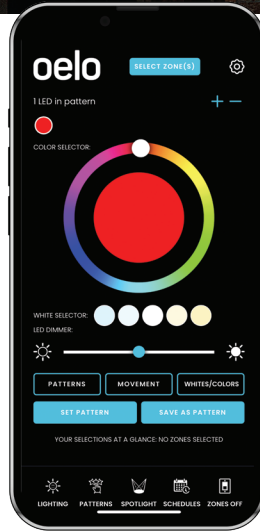 oelo
SELECT ZONE(S)
1 LED in pattern
+ −
COLOR SELECTOR:
WHITE SELECTOR:
LED DIMMER:
PATTERNS MOVEMENT WHITES/COLORS
SET PATTERN SAVE AS PATTERN
YOUR SELECTIONS AT A GLANCE: NO ZONES SELECTED
LIGHTING PATTERNS SPOTLIGHT SCHEDULES ZONES OFF